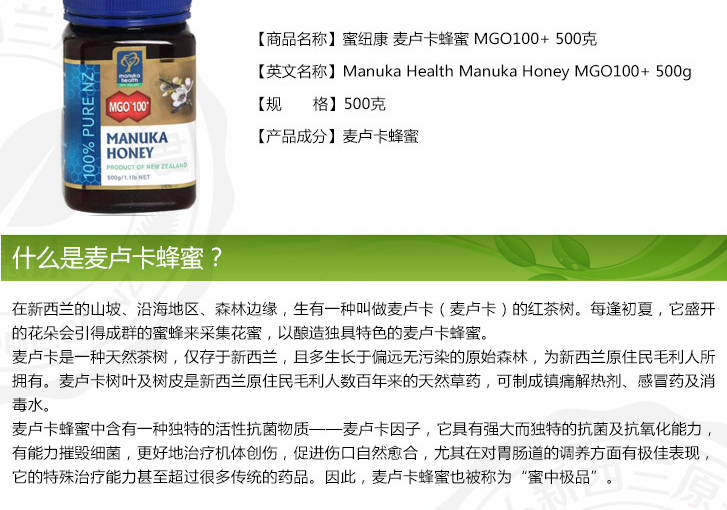 【商品名称】蜜纽康 麦卢卡蜂蜜 MGO100+ 500克
【英文名称】Manuka Health Manuka Honey MGO100+ 500g
【规　　格】500克
【产品成分】麦卢卡蜂蜜
100% PURE NZ
manuka
health
NEW ZEALAND
MGO™100+
MANUKA
HONEY
PRODUCT OF NEW ZEALAND
500g/1.1lb NET
什么是麦卢卡蜂蜜？
在新西兰的山坡、沿海地区、森林边缘，生有一种叫做麦卢卡（麦卢卡）的红茶树。每逢初夏，它盛开
的花朵会引得成群的蜜蜂来采集花蜜，以酿造独具特色的麦卢卡蜂蜜。
麦卢卡是一种天然茶树，仅存于新西兰，且多生长于偏远无污染的原始森林，为新西兰原住民毛利人所
拥有。麦卢卡树叶及树皮是新西兰原住民毛利人数百年来的天然草药，可制成镇痛解热剂、感冒药及消
毒水。
麦卢卡蜂蜜中含有一种独特的活性抗菌物质——麦卢卡因子，它具有强大而独特的抗菌及抗氧化能力，
有能力摧毁细菌，更好地治疗机体创伤，促进伤口自然愈合，尤其在对胃肠道的调养方面有极佳表现，
它的特殊治疗能力甚至超过很多传统的药品。因此，麦卢卡蜂蜜也被称为“蜜中极品”。